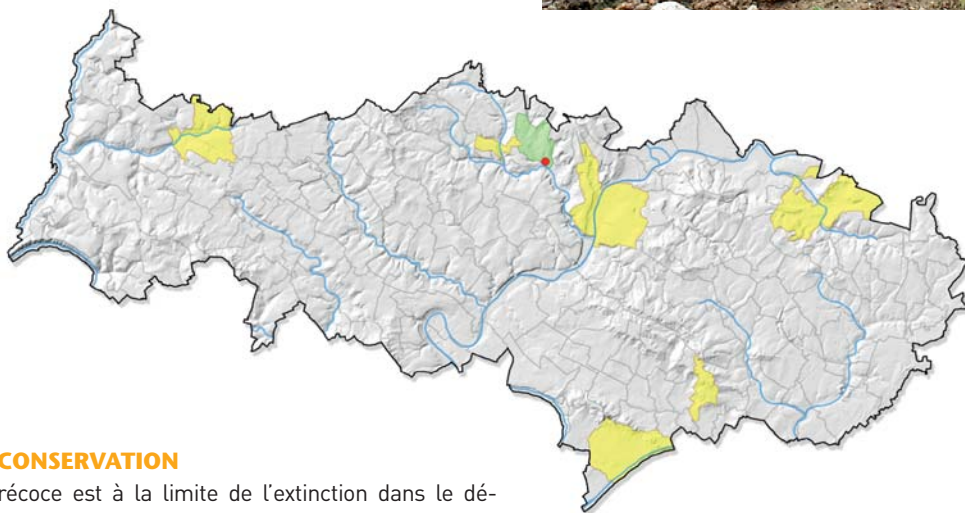 CONSERVATION
récoce est à la limite de l’extinction dans le dé-